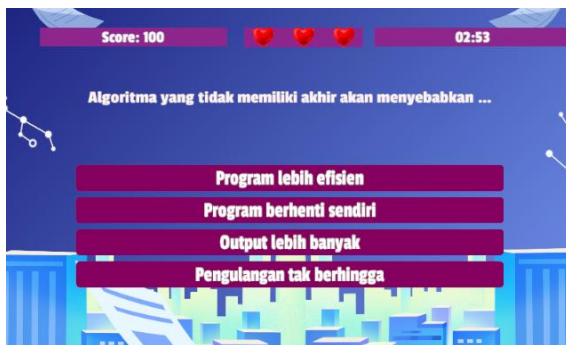 Score: 100
02:53
Algoritma yang tidak memiliki akhir akan menyebabkan ...
Program lebih efisien
Program berhenti sendiri
Output lebih banyak
Pengulangan tak berhingga